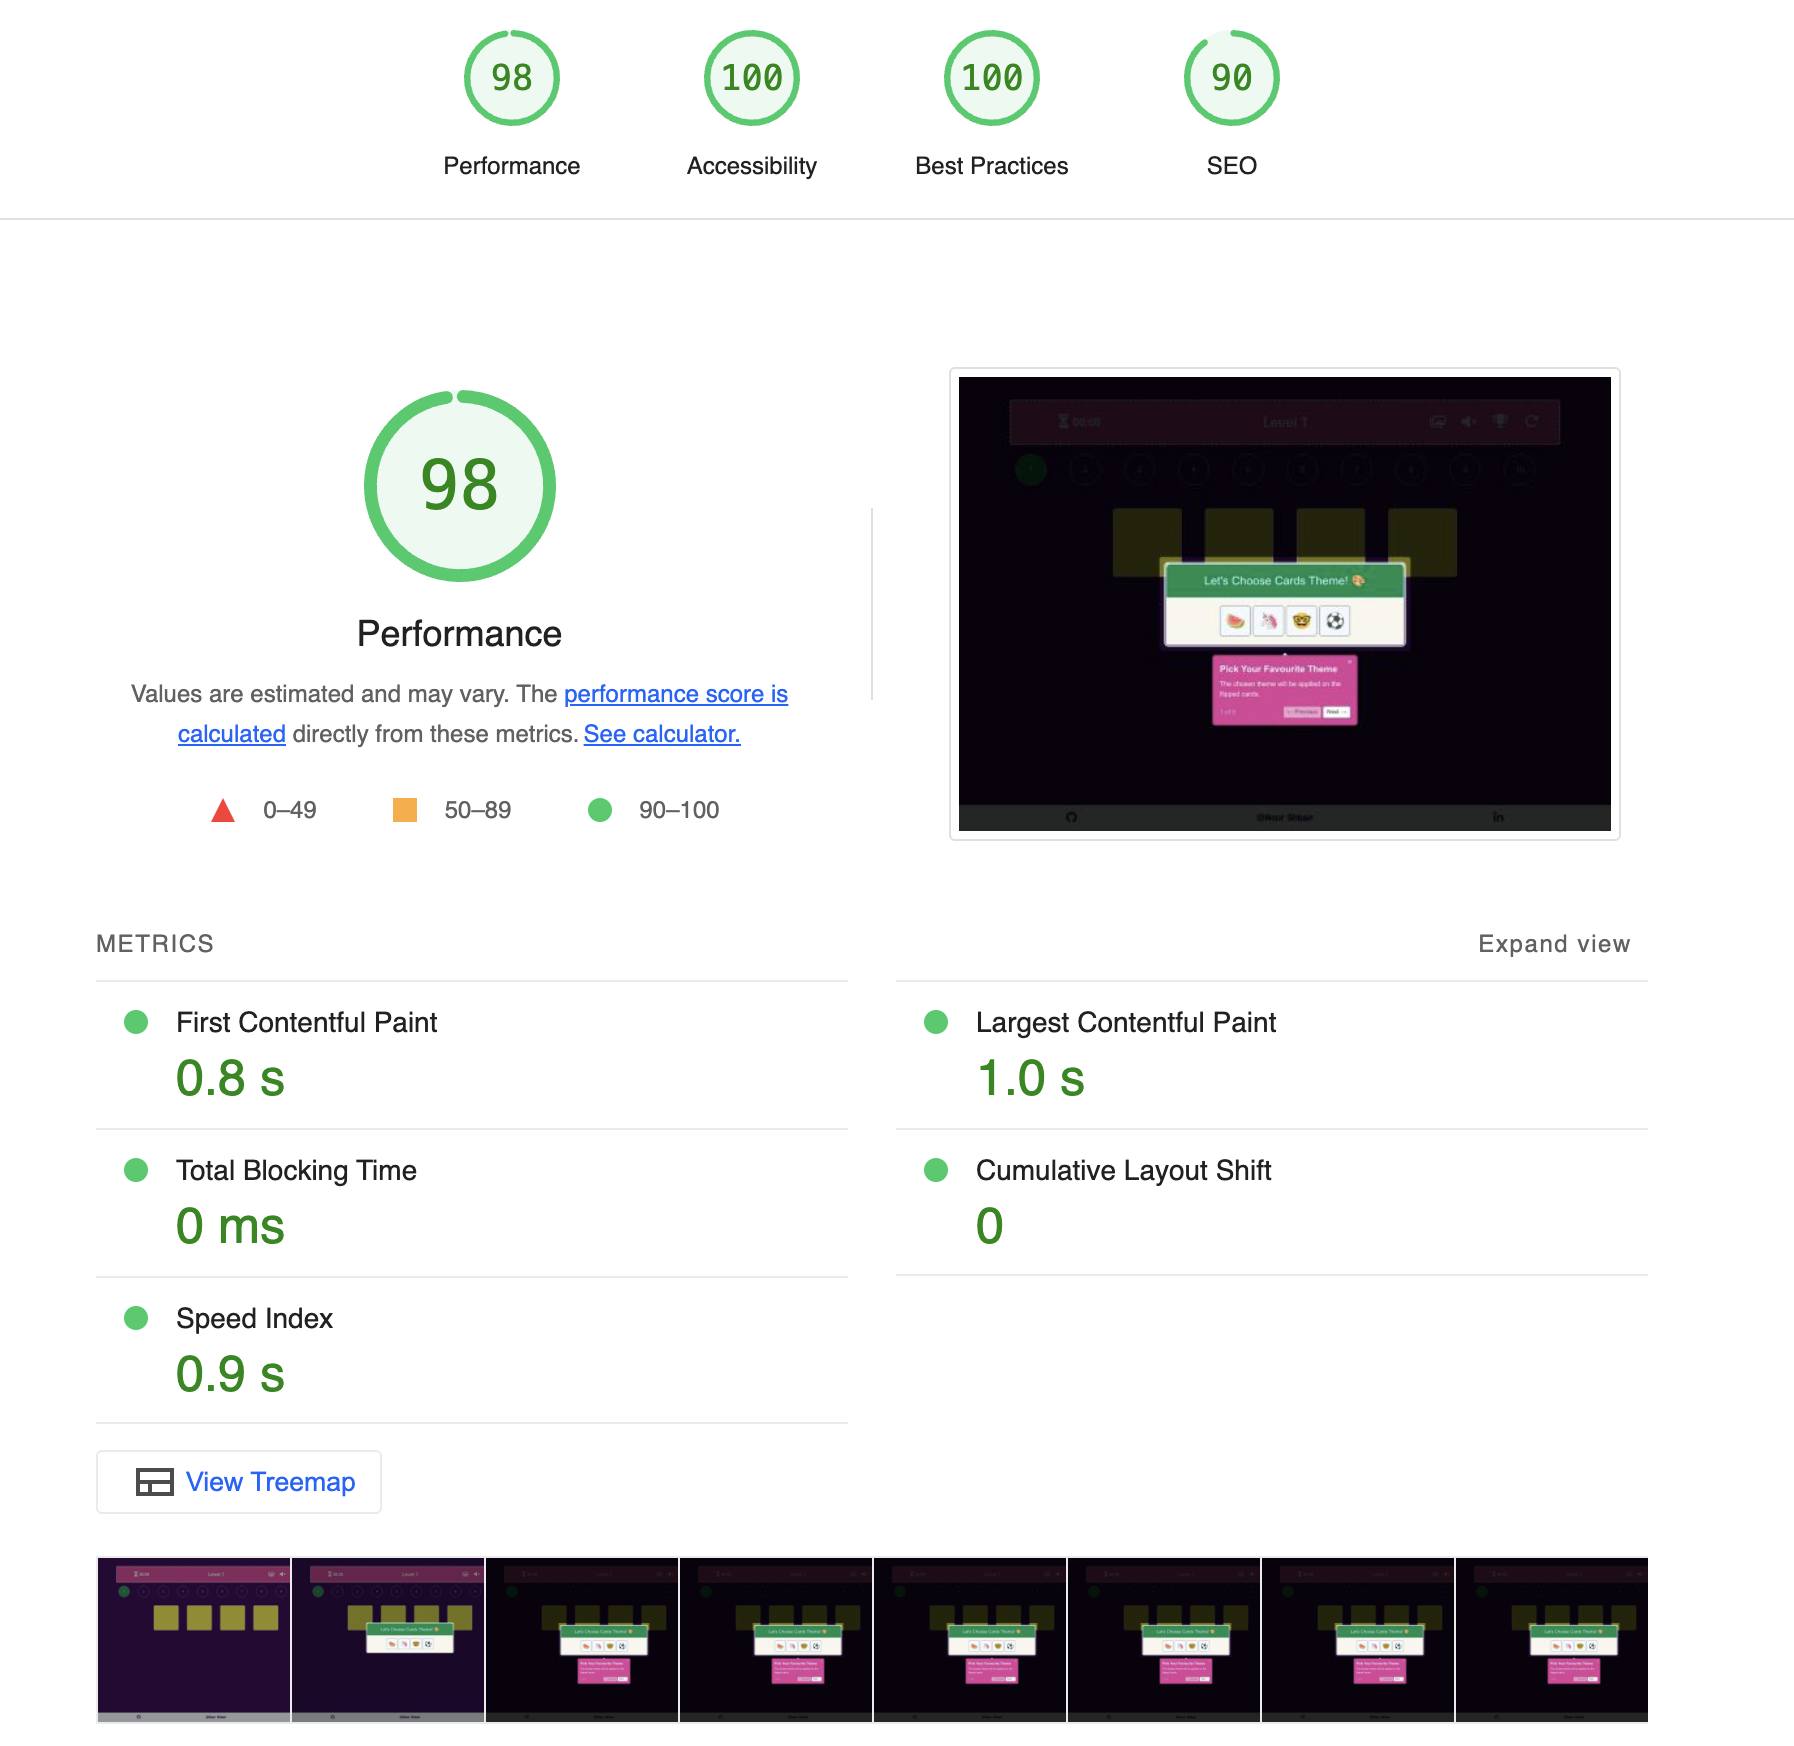 98
100
100
90
Performance
Accessibility
Best Practices
SEO
98
Performance
Values are estimated and may vary. The performance score is
calculated directly from these metrics. See calculator.
0–49
50–89
90–100
00:00
Level 1
Let's Choose Cards Theme! 🎨
Pick Your Favourite Theme
The chosen theme will be applied on the
flipped cards.
← Previous
Next →
METRICS
Expand view
First Contentful Paint
0.8 s
Largest Contentful Paint
1.0 s
Total Blocking Time
0 ms
Cumulative Layout Shift
0
Speed Index
0.9 s
View Treemap